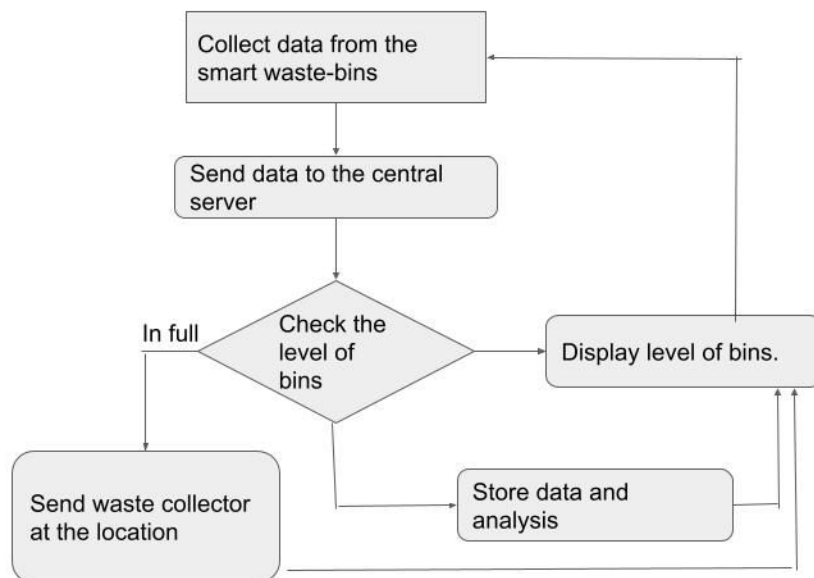 Collect data from the
smart waste-bins
Send data to the central
server
In full
Check the
level of
bins
Display level of bins.
Store data and
analysis
Send waste collector
at the location